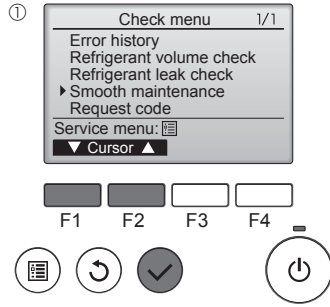 ①
Check menu 1/1
Error history
Refrigerant volume check
Refrigerant leak check
Smooth maintenance
Request code
Service menu:
▼ Cursor ▲
F1 F2 F3 F4